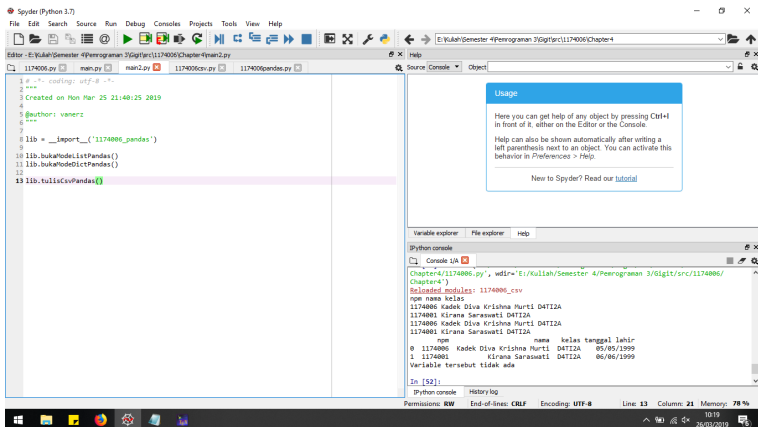 Spyder (Python 3.7)
File Edit Search Source Run Debug Consoles Projects Tools View Help
E:\Kuliah\Semester 4\Pemrograman 3\Gigit\src\1174006\Chapter4
Editor - E:\Kuliah\Semester 4\Pemrograman 3\Gigit\src\1174006\Chapter4\main2.py
Help
1174006.py main.py main2.py 1174006csv.py 1174006pandas.py
Source Console Object
1 # -*- coding: utf-8 -*-
2 """
3 Created on Mon Mar 25 21:40:25 2019
4
5 @author: vanerz
6 """
7
8 lib = __import__('1174006_pandas')
9
10 lib.bukaModeListPandas()
11 lib.bukaModeDictPandas()
12
13 lib.tulisCsvPandas()
Usage
Here you can get help of any object by pressing Ctrl+I
in front of it, either on the Editor or the Console.
Help can also be shown automatically after writing a
left parenthesis next to an object. You can activate this
behavior in Preferences > Help.
New to Spyder? Read our tutorial
Variable explorer File explorer Help
IPython console
Console 1/A
Chapter4/1174006.py', wdir='E:/Kuliah/Semester 4/Pemrograman 3/Gigit/src/1174006/
Chapter4')
Reloaded modules: 1174006_csv
npm nama kelas
1174006 Kadek Diva Krishna Murti D4TI2A
1174001 Kirana Saraswati D4TI2A
1174006 Kadek Diva Krishna Murti D4TI2A
1174001 Kirana Saraswati D4TI2A
npm nama kelas tanggal lahir
0 1174006 Kadek Diva Krishna Murti D4TI2A 05/05/1999
1 1174001 Kirana Saraswati D4TI2A 06/06/1999
Variable tersebut tidak ada
In [52]:
IPython console History log
Permissions: RW End-of-lines: CRLF Encoding: UTF-8 Line: 13 Column: 21 Memory: 78 %
10:19
26/03/2019